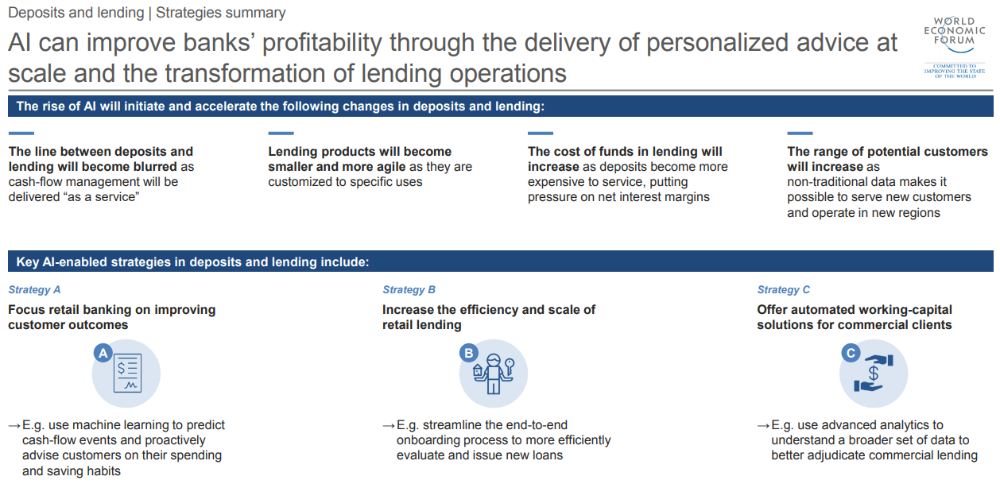 Deposits and lending | Strategies summary
AI can improve banks' profitability through the delivery of personalized advice at
scale and the transformation of lending operations
WORLD
ECONOMIC
FORUM
COMMITTED TO
IMPROVING THE STATE
OF THE WORLD
The rise of AI will initiate and accelerate the following changes in deposits and lending:
The line between deposits and
lending will become blurred as
cash-flow management will be
delivered “as a service”
Lending products will become
smaller and more agile as they are
customized to specific uses
The cost of funds in lending will
increase as deposits become more
expensive to service, putting
pressure on net interest margins
The range of potential customers
will increase as
non-traditional data makes it
possible to serve new customers
and operate in new regions
Key AI-enabled strategies in deposits and lending include:
Strategy A
Focus retail banking on improving
customer outcomes
A
$
→E.g. use machine learning to predict
cash-flow events and proactively
advise customers on their spending
and saving habits
Strategy B
Increase the efficiency and scale of
retail lending
B
→E.g. streamline the end-to-end
onboarding process to more efficiently
evaluate and issue new loans
Strategy C
Offer automated working-capital
solutions for commercial clients
C
$
→E.g. use advanced analytics to
understand a broader set of data to
better adjudicate commercial lending